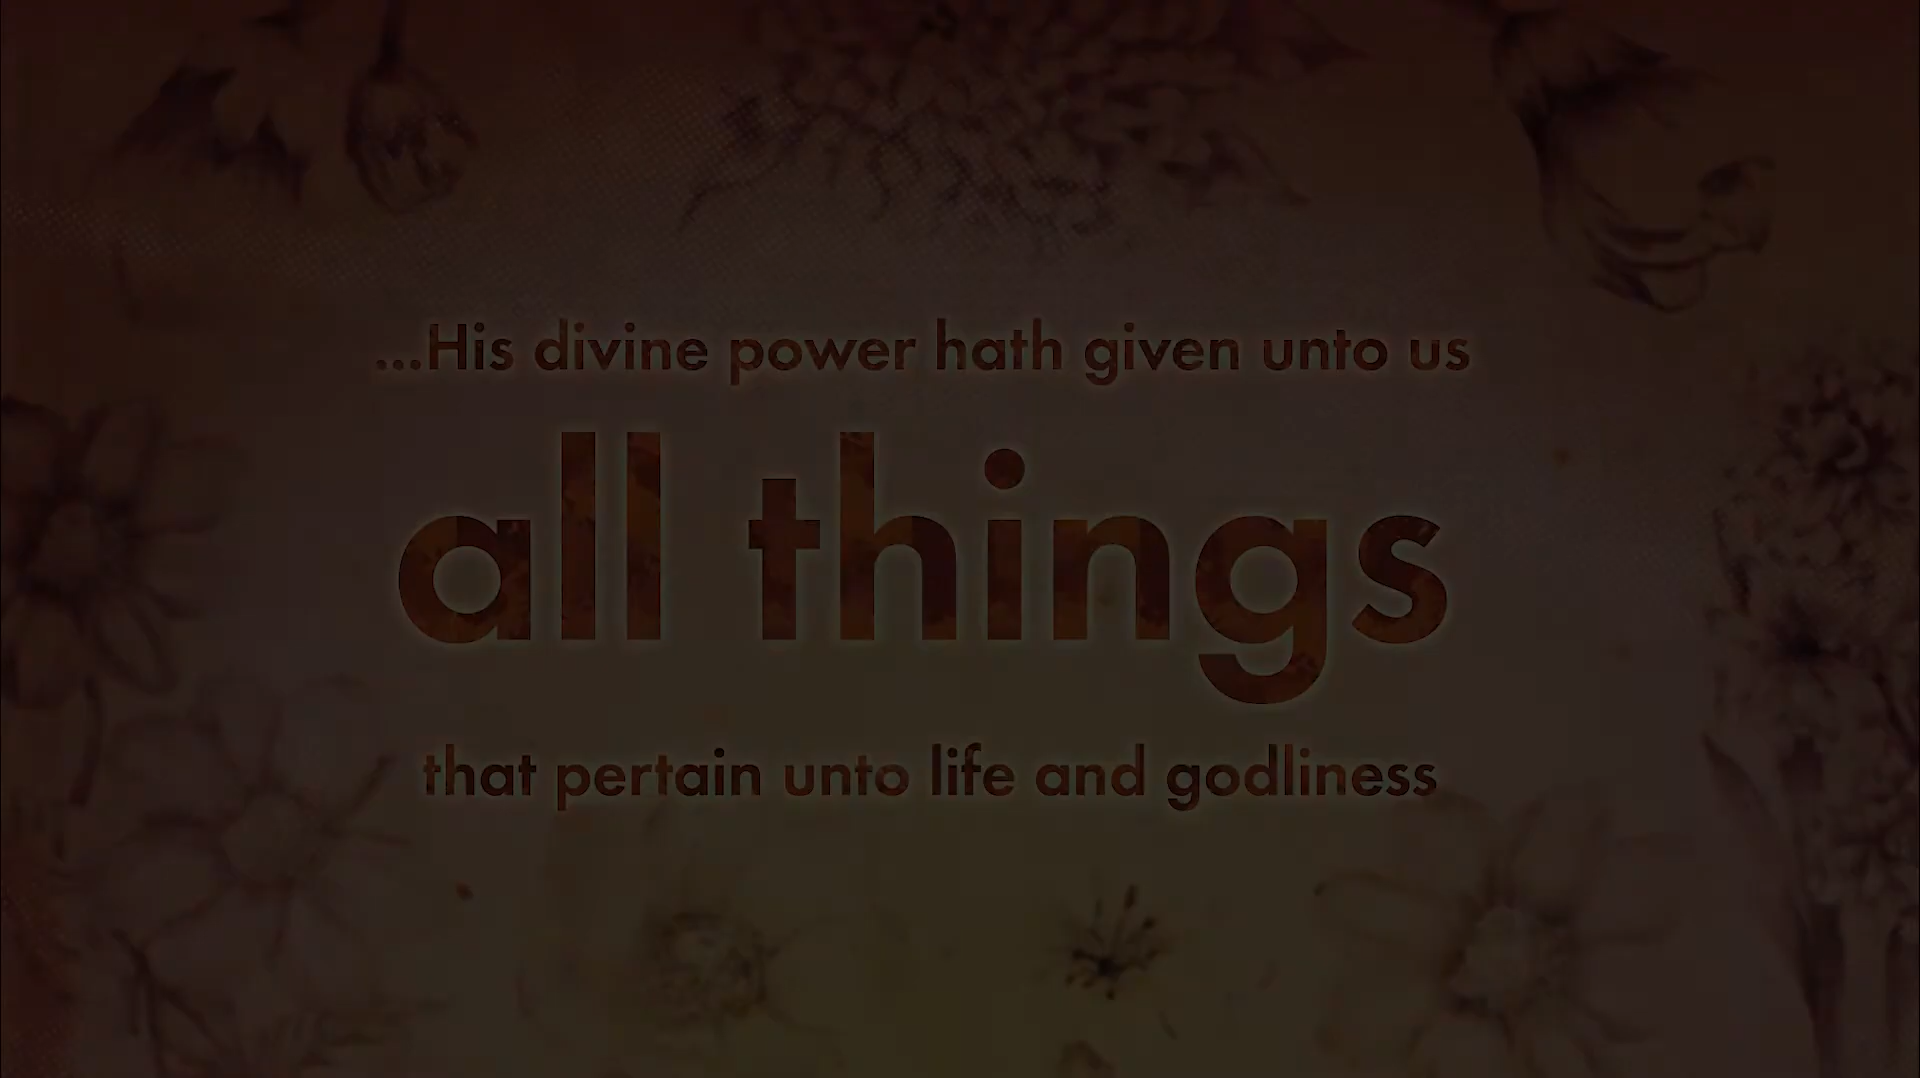 ...His divine power hath given unto us
all things
that pertain unto life and godliness